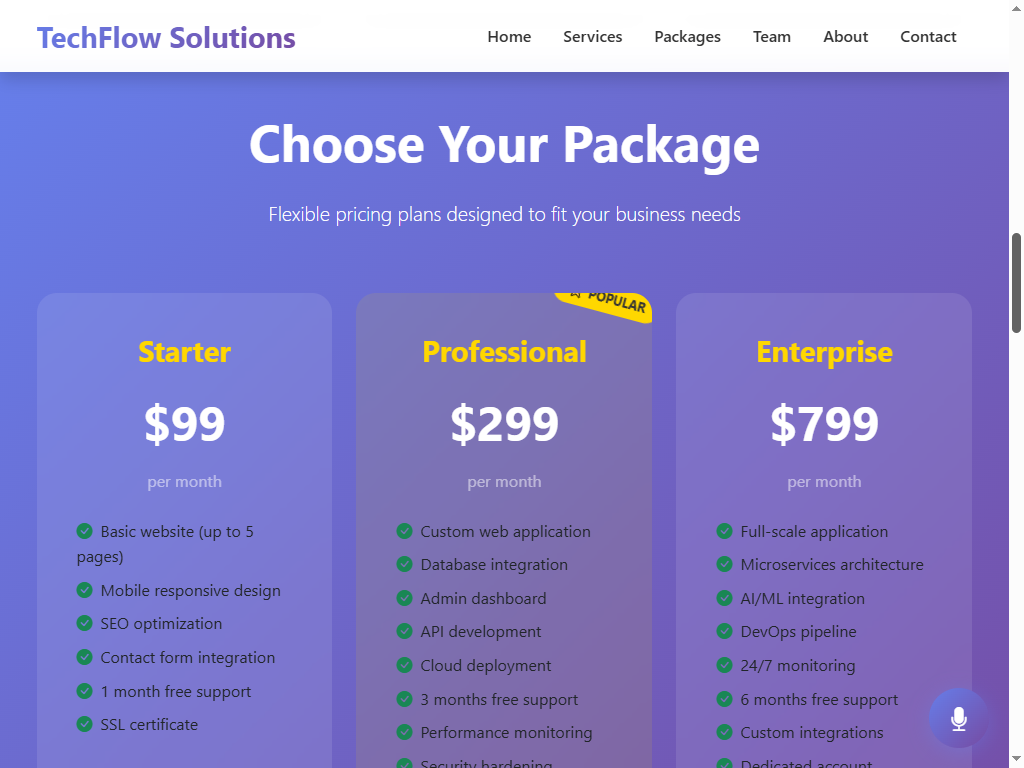 TechFlow Solutions
Home
Services
Packages
Team
About
Contact
Choose Your Package
Flexible pricing plans designed to fit your business needs
Starter
$99
per month
Basic website (up to 5
pages)
Mobile responsive design
SEO optimization
Contact form integration
1 month free support
SSL certificate
POPULAR
Professional
$299
per month
Custom web application
Database integration
Admin dashboard
API development
Cloud deployment
3 months free support
Performance monitoring
Security hardening
Enterprise
$799
per month
Full-scale application
Microservices architecture
AI/ML integration
DevOps pipeline
24/7 monitoring
6 months free support
Custom integrations
Dedicated account